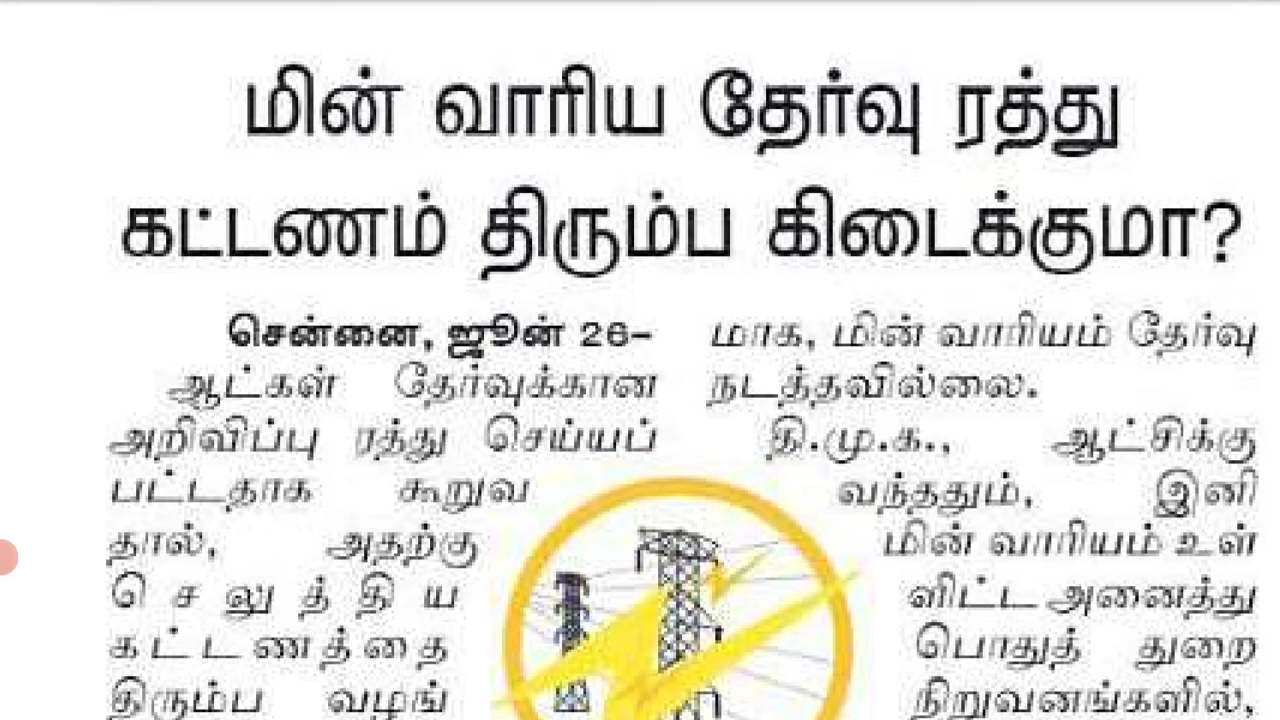 மின் வாரிய தேர்வு ரத்து
கட்டணம் திரும்ப கிடைக்குமா?
சென்னை, ஜூன் 26–
ஆட்கள் தேர்வுக்கான
அறிவிப்பு ரத்து செய்யப்
பட்டதாக கூறுவ
தால், அதற்கு
செலுத்திய
கட்டணத்தை
திரும்ப வழங்
மாக, மின் வாரியம் தேர்வு
நடத்தவில்லை.
தி.மு.க., ஆட்சிக்கு
வந்ததும், இனி
மின் வாரியம் உள்
ளிட்ட அனைத்து
பொதுத் துறை
நிறுவனங்களில்,